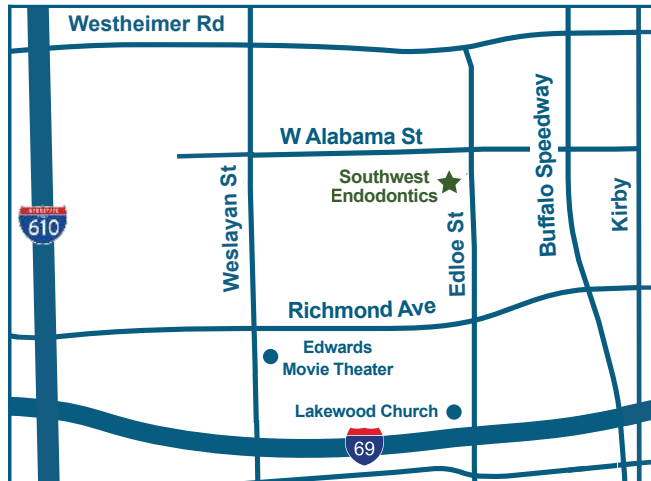 Westheimer Rd
W Alabama St
Southwest
Endodontics
Buffalo Speedway
Kirby
INTERSTATE
610
Weslayan St
Edloe St
Richmond Ave
Edwards
Movie Theater
Lakewood Church
69